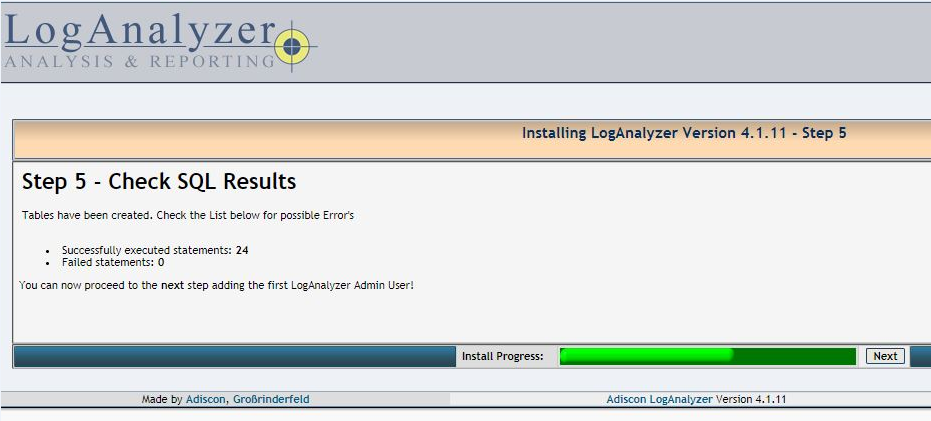 LogAnalyzer
ANALYSIS & REPORTING
Installing LogAnalyzer Version 4.1.11 - Step 5
Step 5 - Check SQL Results
Tables have been created. Check the List below for possible Error's
• Successfully executed statements: 24
• Failed statements: 0
You can now proceed to the next step adding the first LogAnalyzer Admin User!
Install Progress: Next
Made by Adiscon, Großrinderfeld Adiscon LogAnalyzer Version 4.1.11